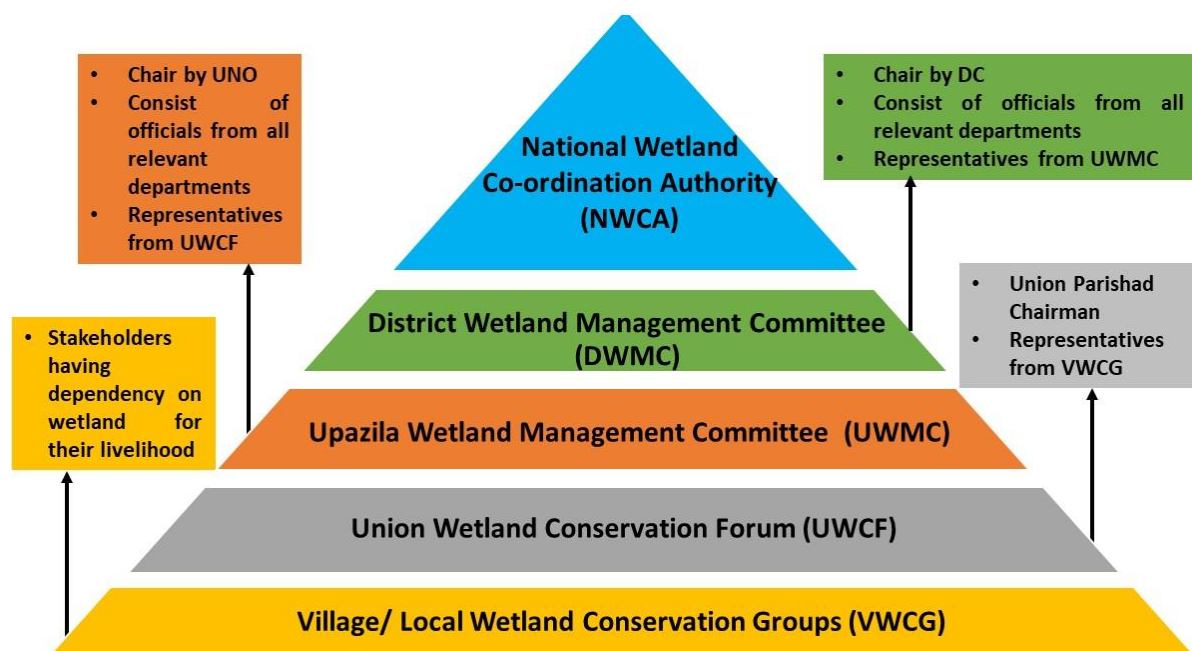 • Chair by UNO
• Consist of
officials from all
relevant
departments
• Representatives
from UWCF
• Chair by DC
• Consist of officials from all
relevant departments
• Representatives from UWMC
National Wetland
Co-ordination Authority
(NWCA)
• Union Parishad
Chairman
• Representatives
from VWCG
• Stakeholders
having
dependency on
wetland for
their livelihood
District Wetland Management Committee
(DWMC)
Upazila Wetland Management Committee (UWMC)
Union Wetland Conservation Forum (UWCF)
Village/ Local Wetland Conservation Groups (VWCG)